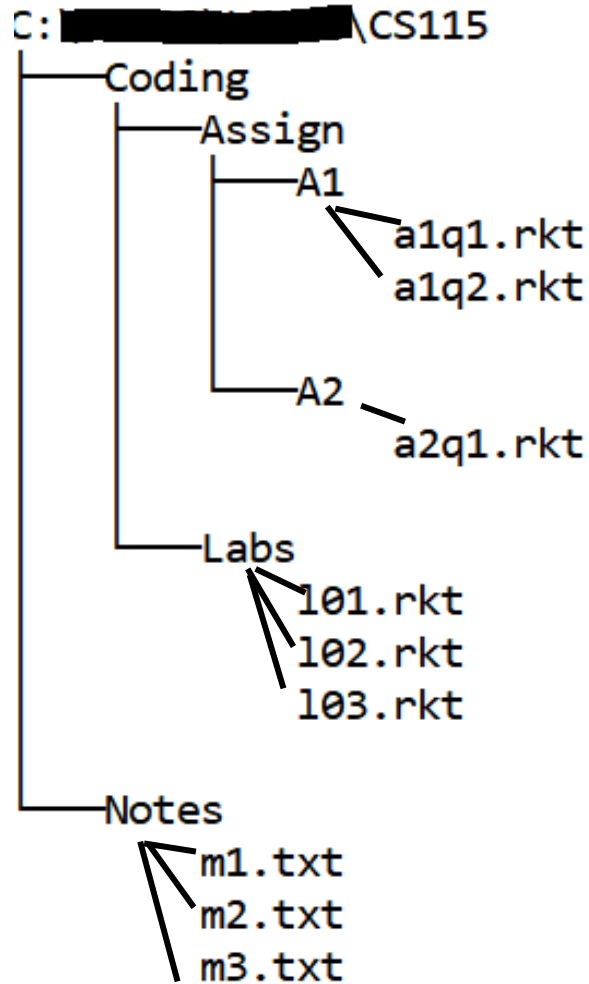 C:\CS115
Coding
Assign
A1
a1q1.rkt
a1q2.rkt
A2
a2q1.rkt
Labs
l01.rkt
l02.rkt
l03.rkt
Notes
m1.txt
m2.txt
m3.txt